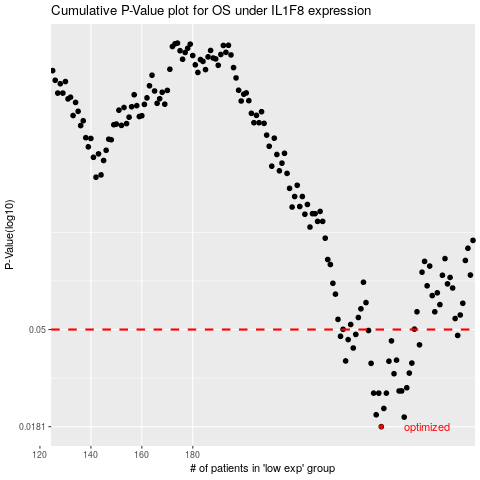 Cumulative P-Value plot for OS under IL1F8 expression
P-Value(log10)
0.05
0.0181
optimized
120 140 160 180
# of patients in 'low exp' group